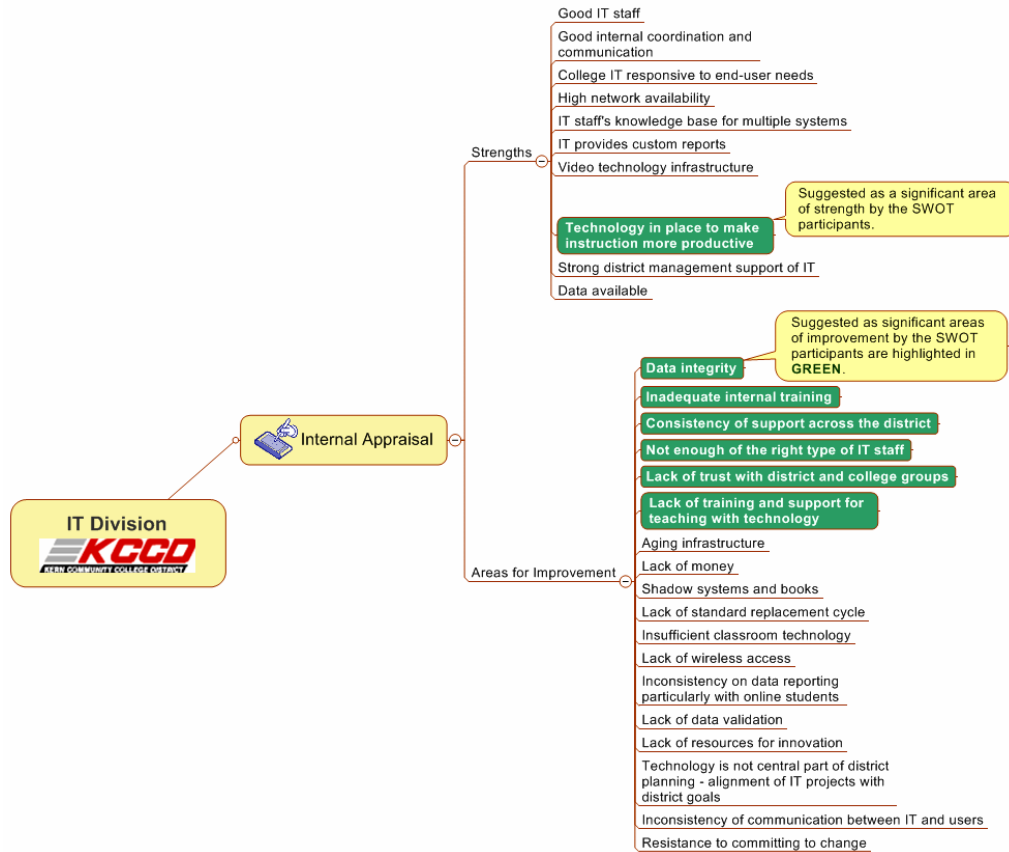 IT Division
KCCD
KERN COMMUNITY COLLEGE DISTRICT
Internal Appraisal
Strengths
Good IT staff
Good internal coordination and
communication
College IT responsive to end-user needs
High network availability
IT staff's knowledge base for multiple systems
IT provides custom reports
Video technology infrastructure
Technology in place to make
instruction more productive
Suggested as a significant area
of strength by the SWOT
participants.
Strong district management support of IT
Data available
Areas for Improvement
Data integrity
Suggested as significant areas
of improvement by the SWOT
participants are highlighted in
GREEN.
Inadequate internal training
Consistency of support across the district
Not enough of the right type of IT staff
Lack of trust with district and college groups
Lack of training and support for
teaching with technology
Aging infrastructure
Lack of money
Shadow systems and books
Lack of standard replacement cycle
Insufficient classroom technology
Lack of wireless access
Inconsistency on data reporting
particularly with online students
Lack of data validation
Lack of resources for innovation
Technology is not central part of district
planning - alignment of IT projects with
district goals
Inconsistency of communication between IT and users
Resistance to committing to change